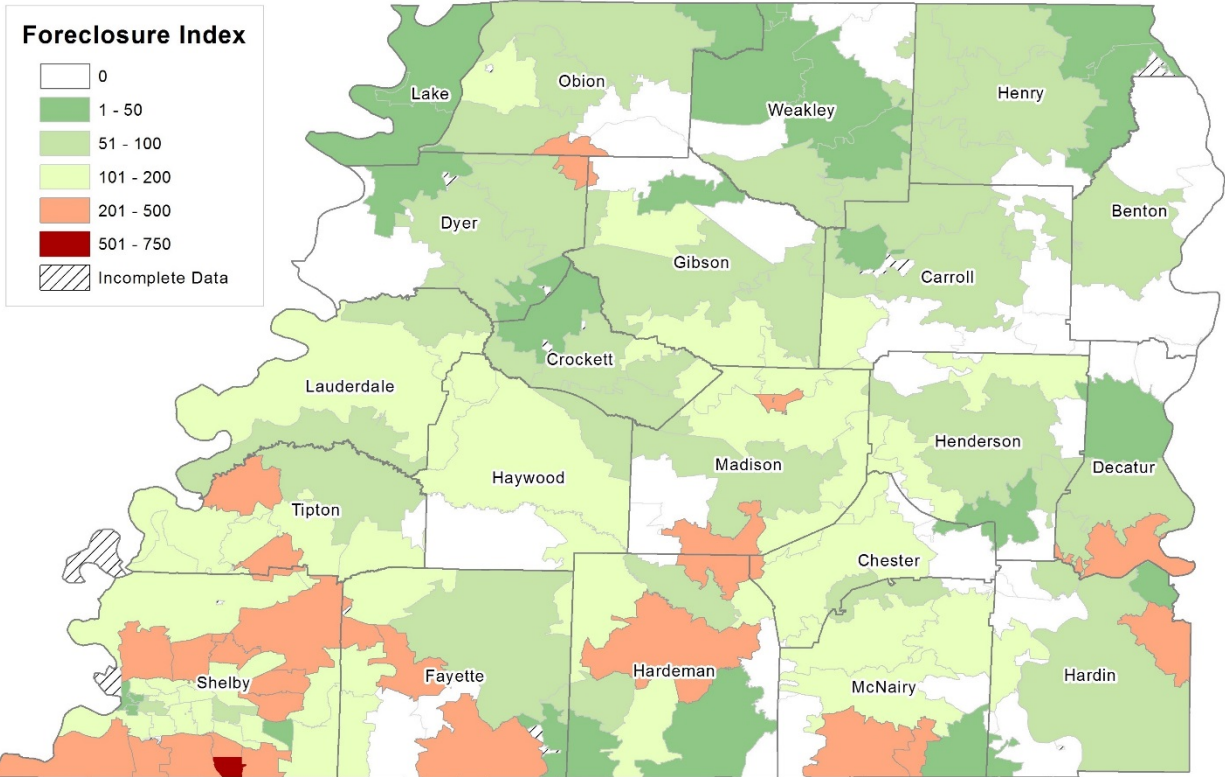 Foreclosure Index
0
1 - 50
51 - 100
101 - 200
201 - 500
501 - 750
Incomplete Data
Lake
Obion
Weakley
Henry
Dyer
Gibson
Carroll
Benton
Lauderdale
Crockett
Haywood
Madison
Henderson
Decatur
Tipton
Chester
Shelby
Fayette
Hardeman
McNairy
Hardin